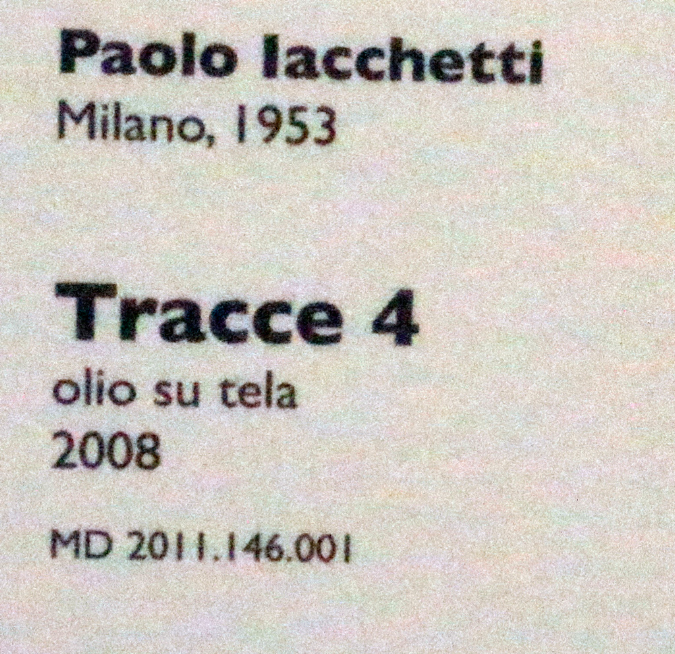 Paolo Iacchetti
Milano, 1953
Tracce 4
olio su tela
2008
MD 2011.146.001